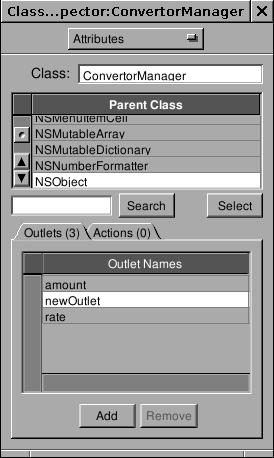 Class...pector:ConvertorManager
Attributes
Class: ConvertorManager
Parent Class
NSMenuItemCell
NSMutableArray
NSMutableDictionary
NSNumberFormatter
NSObject
Search Select
Outlets (3) Actions (0)
Outlet Names
amount
newOutlet
rate
Add Remove